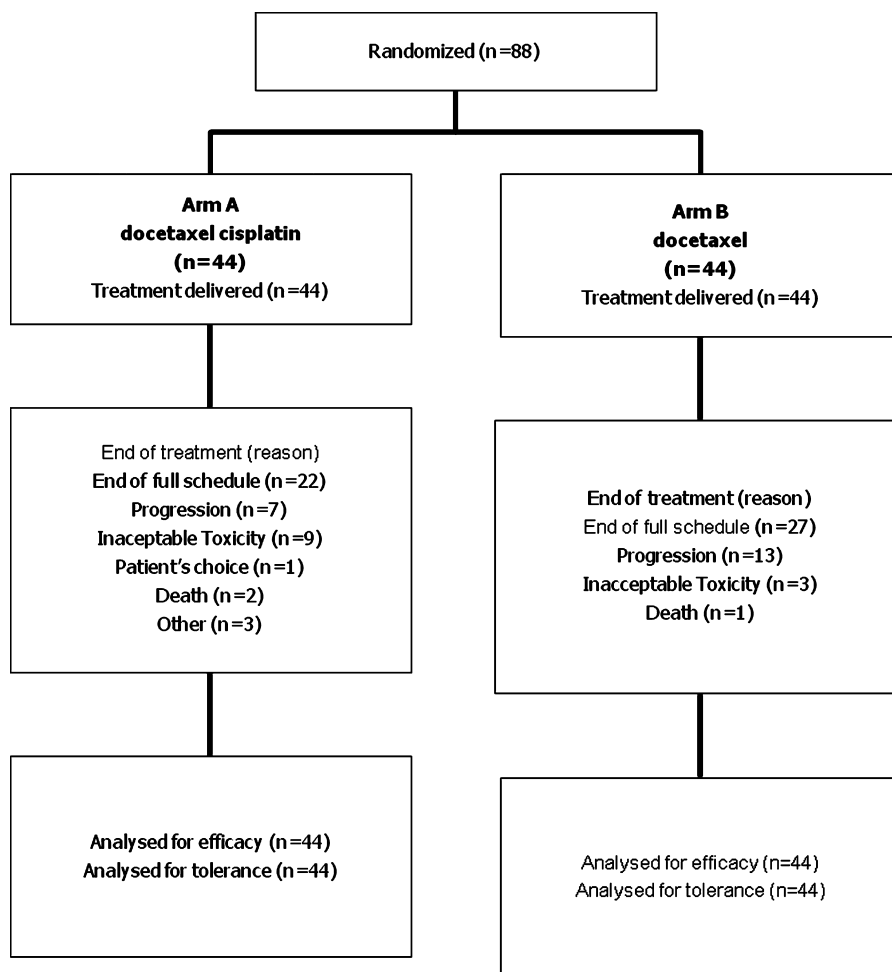 Randomized (n=88)
Arm A
docetaxel cisplatin
(n=44)
Treatment delivered (n=44)
Arm B
docetaxel
(n=44)
Treatment delivered (n=44)
End of treatment (reason)
End of full schedule (n=22)
Progression (n=7)
Inaceptable Toxicity (n=9)
Patient's choice (n=1)
Death (n=2)
Other (n=3)
End of treatment (reason)
End of full schedule (n=27)
Progression (n=13)
Inacceptable Toxicity (n=3)
Death (n=1)
Analysed for efficacy (n=44)
Analysed for tolerance (n=44)
Analysed for efficacy (n=44)
Analysed for tolerance (n=44)